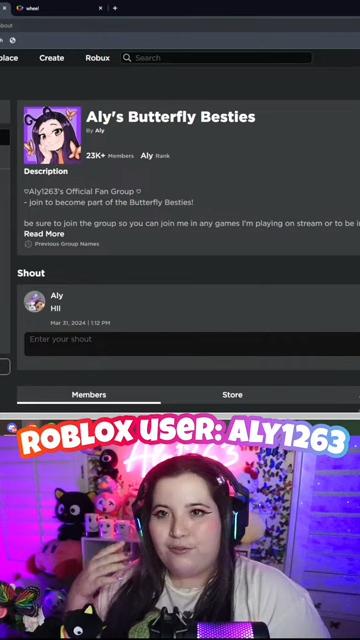 wheel
about
place Create Robux Search
Aly's Butterfly Besties
By Aly
23K+ Members Aly Rank
Description
♡Aly1263's Official Fan Group ♡
- join to become part of the Butterfly Besties!
be sure to join the group so you can join me in any games I'm playing on stream or to be in
Read More
Previous Group Names
Shout
Aly
HII
Mar 31, 2024 | 1:12 PM
Enter your shout
Members Store
ROBLOX USER: ALY1263
Aly1263